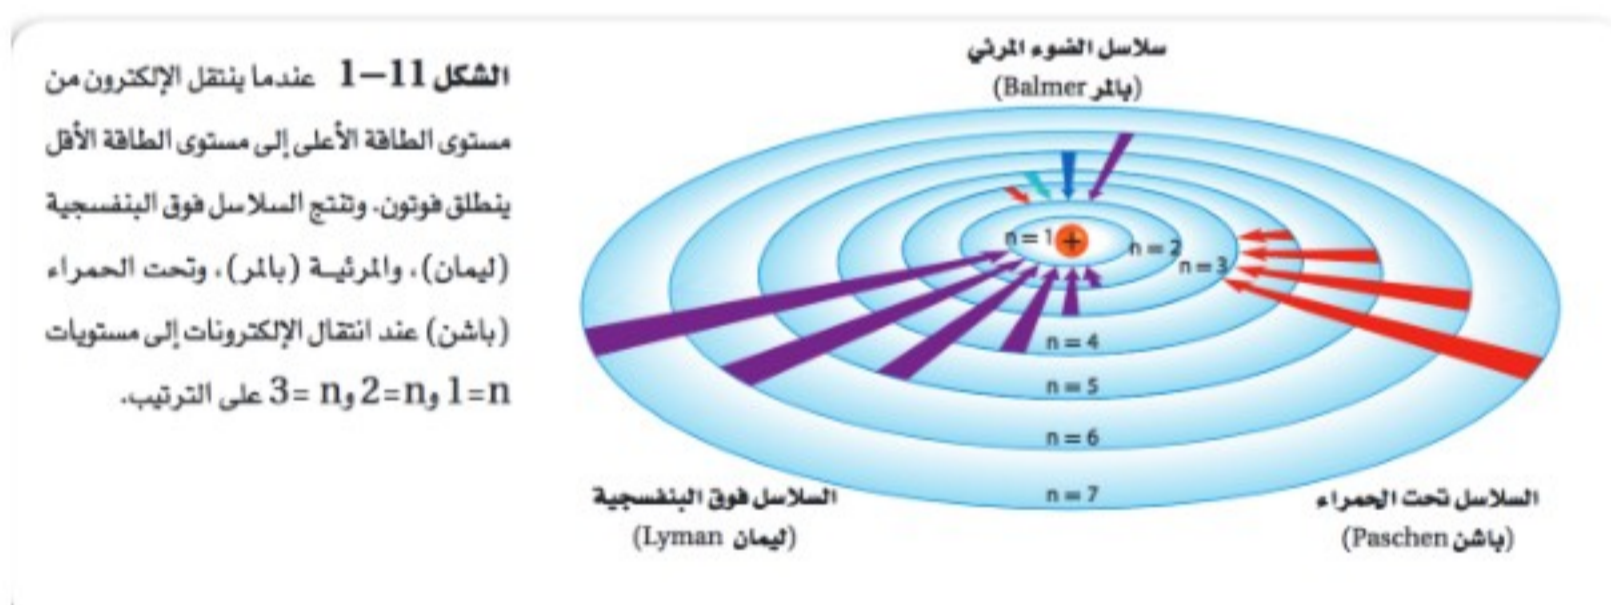 الشكل 11–1 عندما ينتقل الإلكترون من
مستوى الطاقة الأعلى إلى مستوى الطاقة الأقل
ينطلق فوتون. وتنتج السلاسل فوق البنفسجية
(ليمان)، والمرئية (بالمر)، وتحت الحمراء
(باشن) عند انتقال الإلكترونات إلى مستويات
n=1 وn=2 وn =3 على الترتيب.
سلاسل الضوء المرئي
(بالمر Balmer)
n = 1
+
n = 2
n = 3
n = 4
n = 5
n = 6
n = 7
السلاسل فوق البنفسجية
(ليمان Lyman)
السلاسل تحت الحمراء
(باشن Paschen)